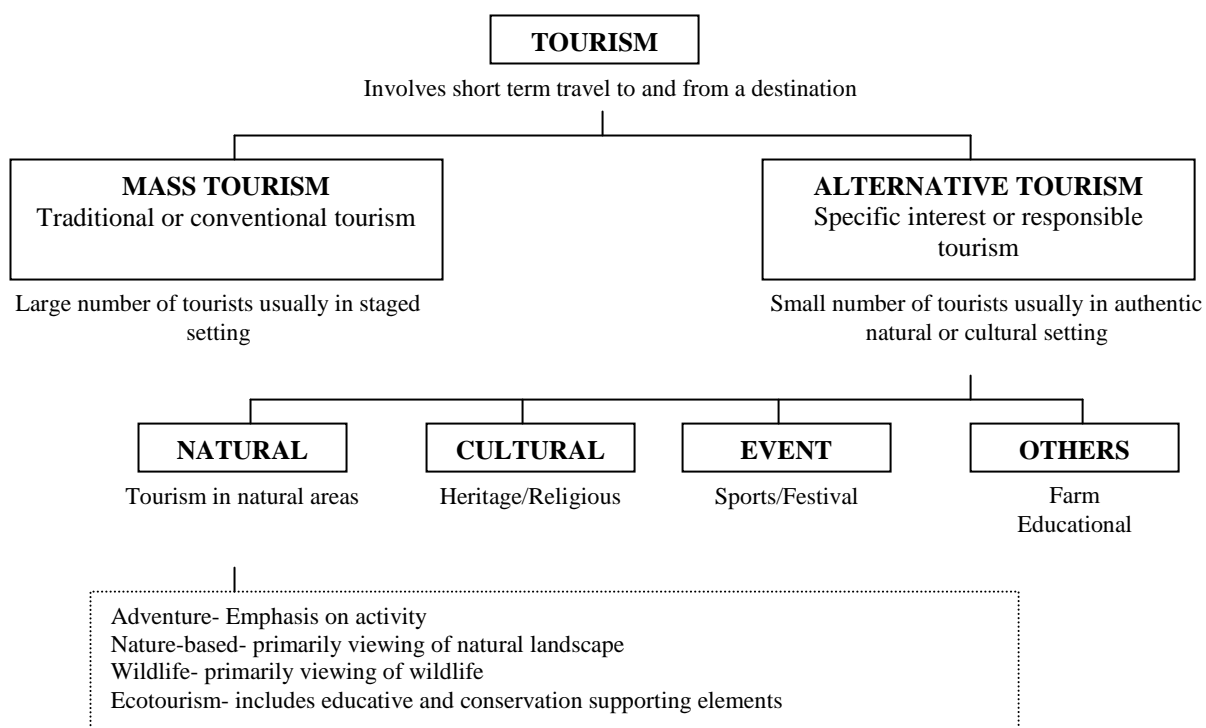 TOURISM
Involves short term travel to and from a destination
MASS TOURISM
Traditional or conventional tourism
Large number of tourists usually in staged
setting
ALTERNATIVE TOURISM
Specific interest or responsible
tourism
Small number of tourists usually in authentic
natural or cultural setting
NATURAL
Tourism in natural areas
CULTURAL
Heritage/Religious
EVENT
Sports/Festival
OTHERS
Farm
Educational
Adventure- Emphasis on activity
Nature-based- primarily viewing of natural landscape
Wildlife- primarily viewing of wildlife
Ecotourism- includes educative and conservation supporting elements